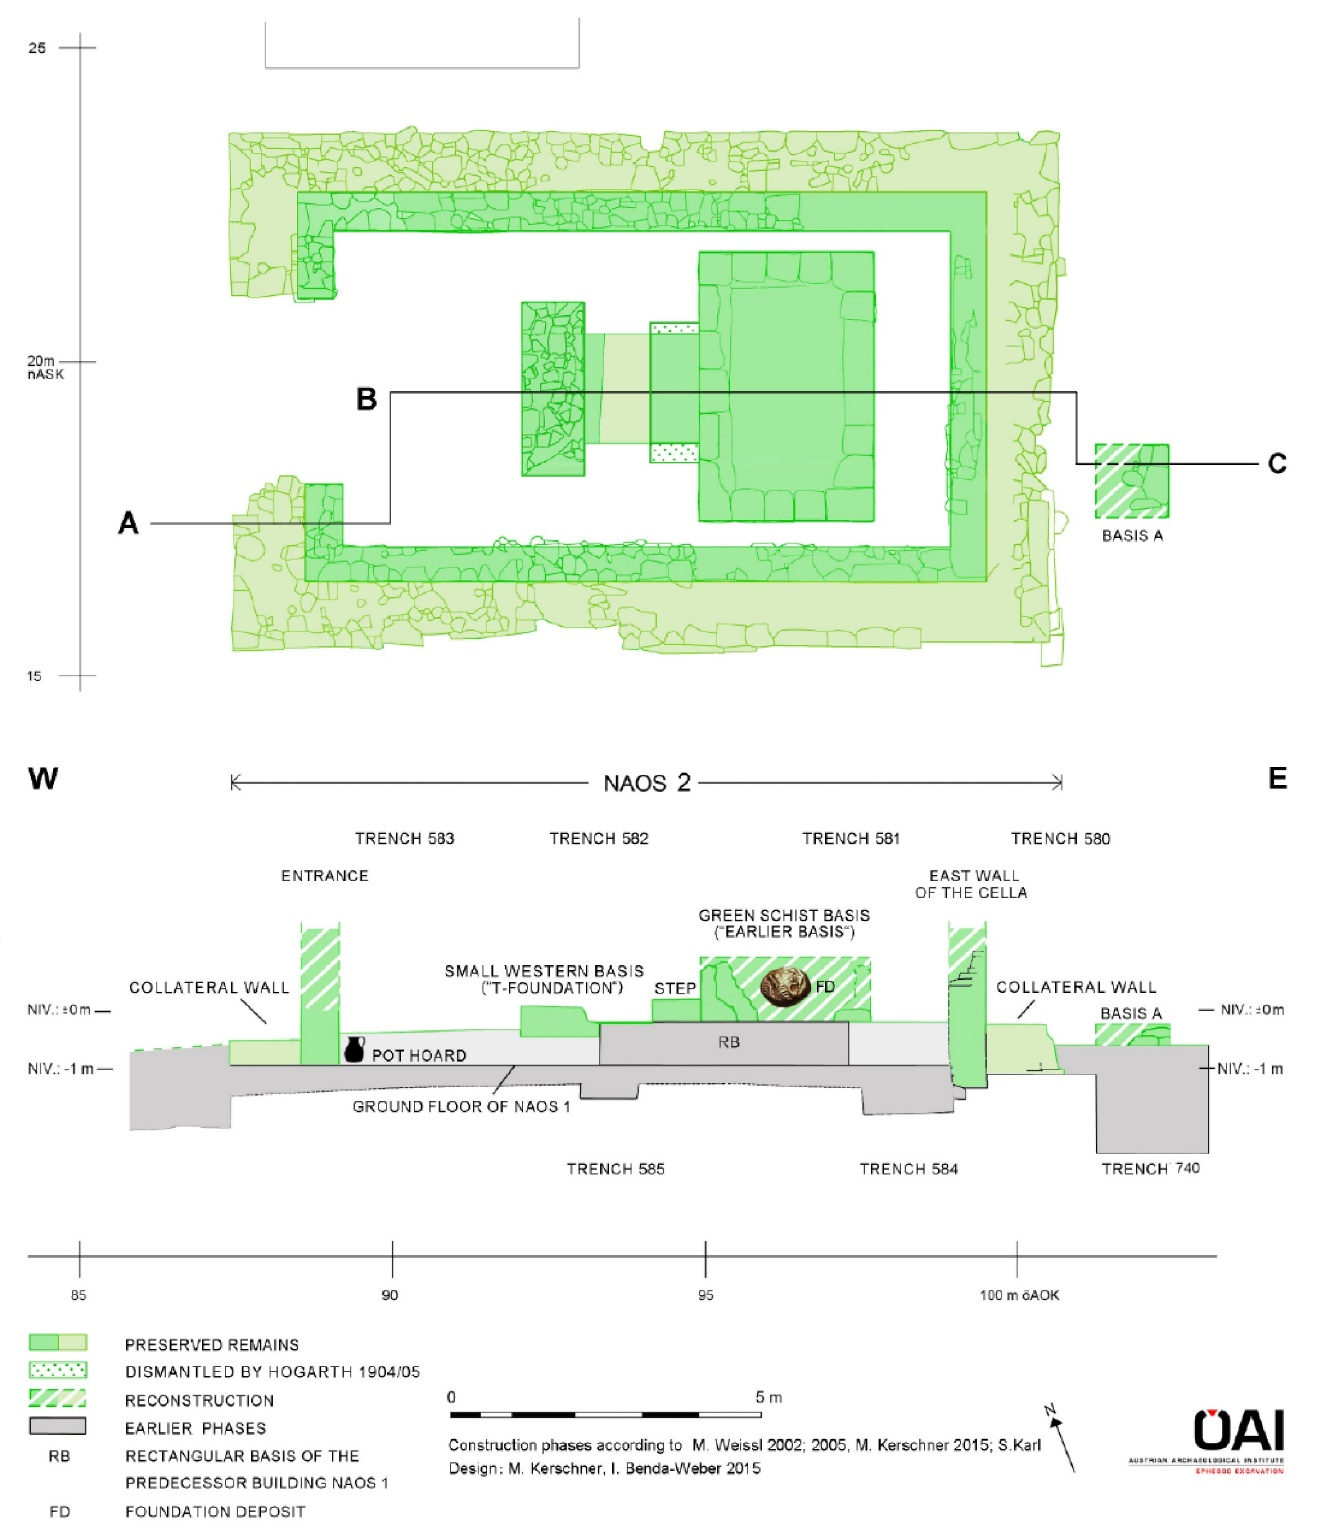 25
20m
nASK
B
C
A
BASIS A
15
W
E
NAOS 2
TRENCH 583
TRENCH 582
TRENCH 581
TRENCH 580
ENTRANCE
EAST WALL
OF THE CELLA
GREEN SCHIST BASIS
("EARLIER BASIS")
SMALL WESTERN BASIS
("T-FOUNDATION")
STEP
FD
COLLATERAL WALL
COLLATERAL WALL
NIV.: ±0m
BASIS A
NIV.: ±0m
RB
POT HOARD
NIV.: -1 m
NIV.: -1 m
GROUND FLOOR OF NAOS 1
TRENCH 585
TRENCH 584
TRENCH 740
85
90
95
100 m öAOK
PRESERVED REMAINS
DISMANTLED BY HOGARTH 1904/05
RECONSTRUCTION
EARLIER PHASES
RB RECTANGULAR BASIS OF THE
PREDECESSOR BUILDING NAOS 1
FD FOUNDATION DEPOSIT
0 5 m
Construction phases according to M. Weissl 2002; 2005, M. Kerschner 2015; S.Karl
Design: M. Kerschner, I. Benda-Weber 2015
N
ÖAI
AUSTRIAN ARCHAEOLOGICAL INSTITUTE
EPHESOS EXCAVATION